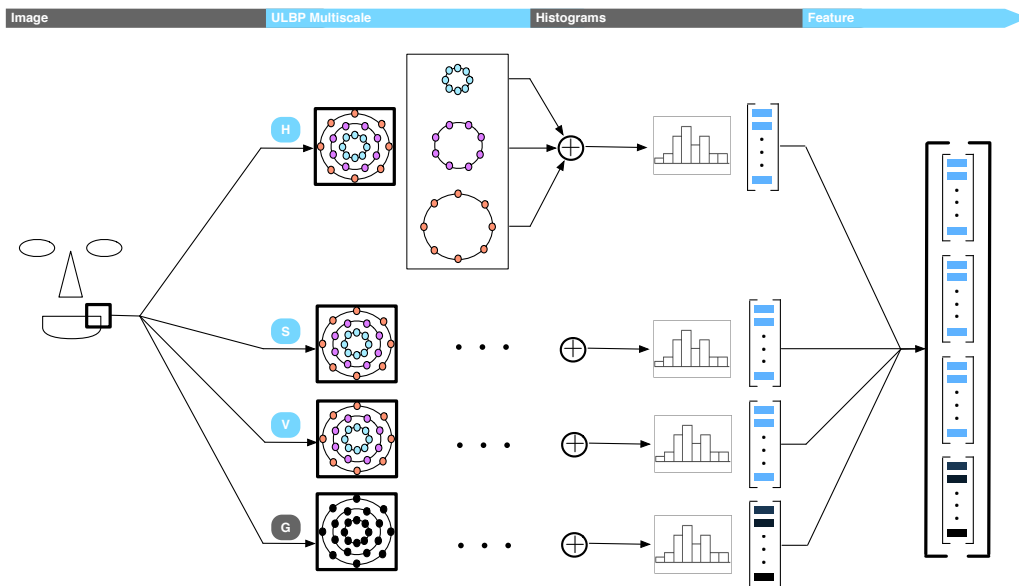 Image
ULBP Multiscale
Histograms
Feature
H
S
V
G